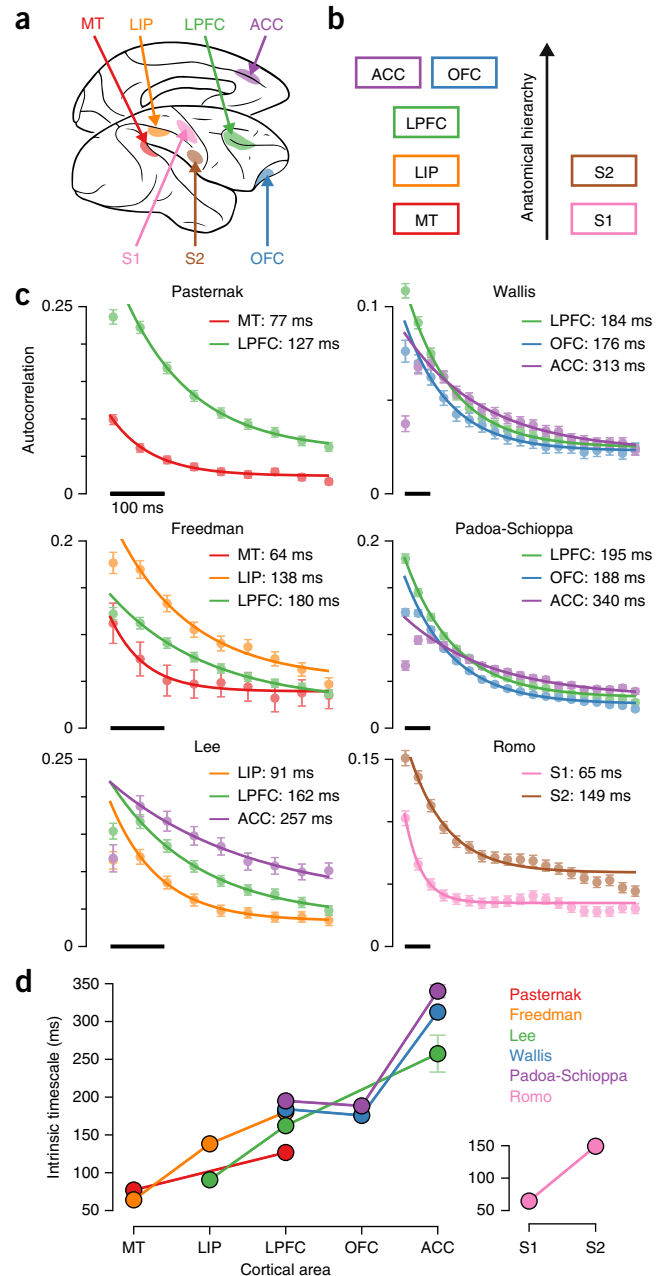 a
MT LIP LPFC ACC
S1 S2 OFC
b
ACC OFC
LPFC
LIP
MT
Anatomical hierarchy
S2
S1
c
Autocorrelation
Pasternak
0.25
0
MT: 77 ms
LPFC: 127 ms
100 ms
Wallis
0.1
0
LPFC: 184 ms
OFC: 176 ms
ACC: 313 ms
Freedman
0.2
0
MT: 64 ms
LIP: 138 ms
LPFC: 180 ms
Padoa-Schioppa
0.2
0
LPFC: 195 ms
OFC: 188 ms
ACC: 340 ms
Lee
0.25
0
LIP: 91 ms
LPFC: 162 ms
ACC: 257 ms
Romo
0.15
0
S1: 65 ms
S2: 149 ms
d
Intrinsic timescale (ms)
350
300
250
200
150
100
50
MT LIP LPFC OFC ACC
Cortical area
Pasternak
Freedman
Lee
Wallis
Padoa-Schioppa
Romo
150
100
50
S1 S2